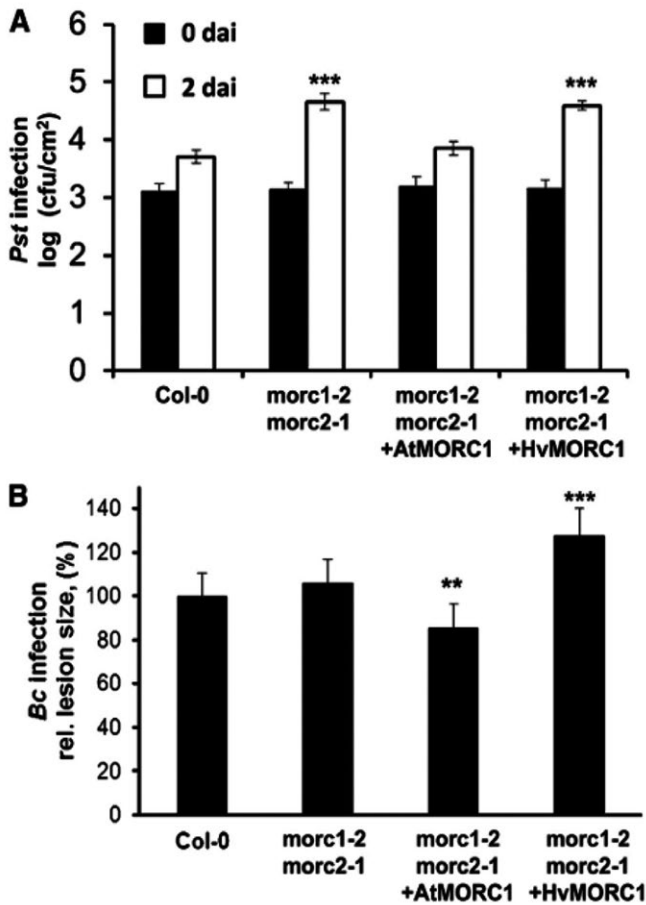 A
0 dai
2 dai
Pst infection
log (cfu/cm²)
6
5
4
3
2
1
0
***
***
Col-0
morc1-2
morc2-1
morc1-2
morc2-1
+AtMORC1
morc1-2
morc2-1
+HvMORC1
B
Bc Infection
rel. lesion size, (%)
140
120
100
80
60
40
20
0
**
***
Col-0
morc1-2
morc2-1
morc1-2
morc2-1
+AtMORC1
morc1-2
morc2-1
+HvMORC1